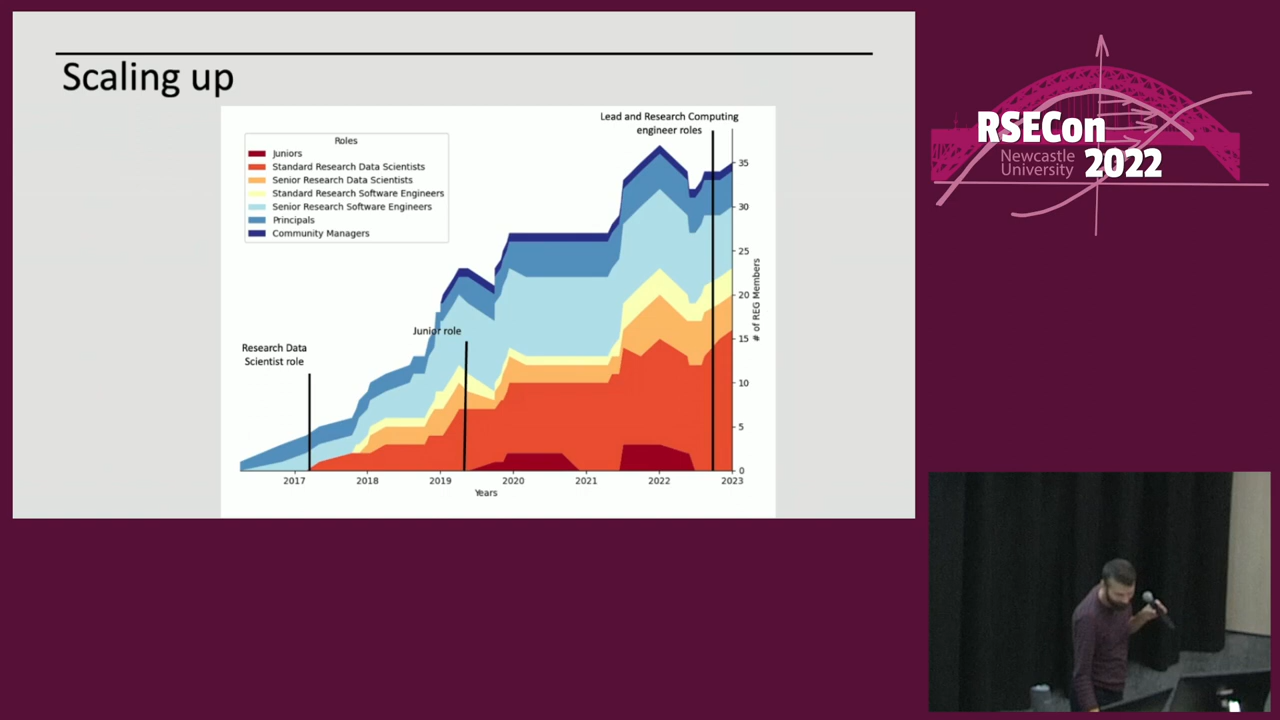 Scaling up
Lead and Research Computing
engineer roles
Roles
Juniors
Standard Research Data Scientists
Senior Research Data Scientists
Standard Research Software Engineers
Senior Research Software Engineers
Principals
Community Managers
Junior role
Research Data
Scientist role
35
30
25
20
15
10
5
0
# of REG Members
2017
2018
2019
2020
2021
2022
2023
Years
RSECon
Newcastle
University
2022